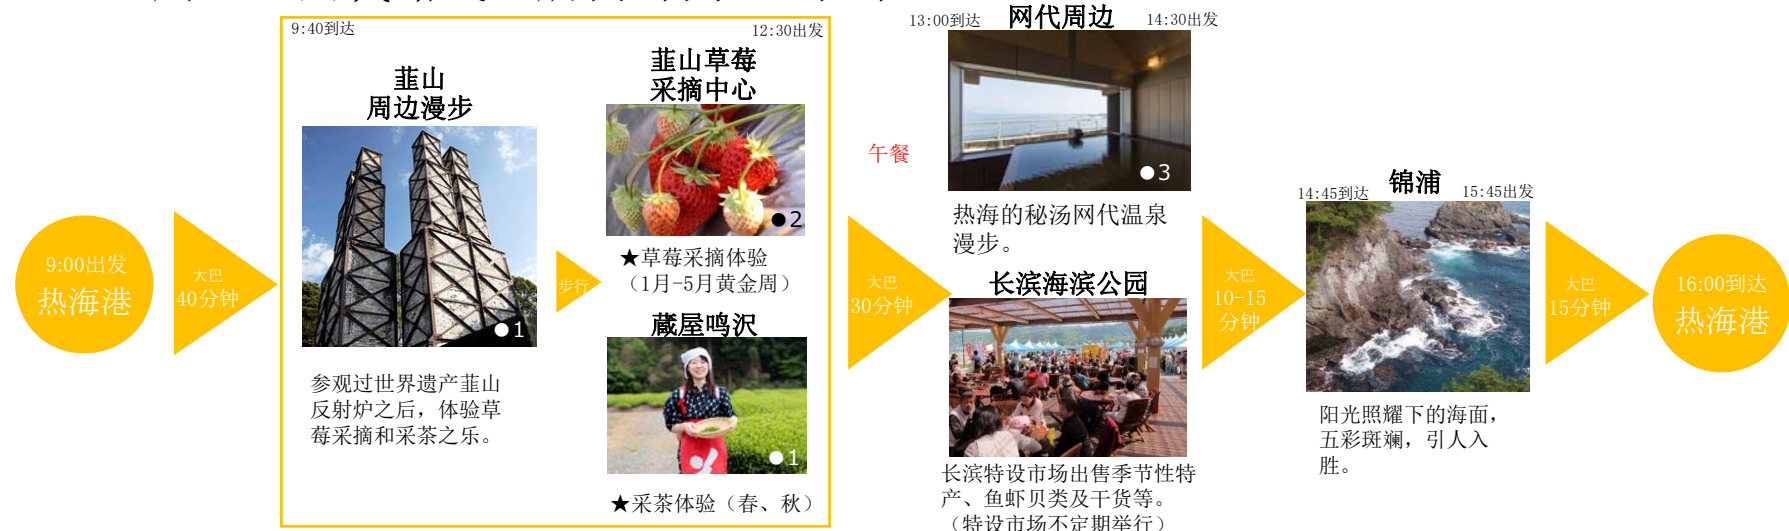 9:00出发
热海港
大巴
40分钟
9:40到达
12:30出发
韮山
周边漫步
●1
参观过世界遗产韮山
反射炉之后，体验草
莓采摘和采茶之乐。
步行
韮山草莓
采摘中心
●2
★草莓采摘体验
（1月-5月黄金周）
蔵屋鸣沢
●1
★采茶体验（春、秋）
大巴
30分钟
午餐
13:00到达
网代周边
14:30出发
●3
热海的秘汤网代温泉
漫步。
长滨海滨公园
长滨特设市场出售季节性特
产、鱼虾贝类及干货等。
（特设市场不定期举行）
大巴
10-15
分钟
14:45到达
锦浦
15:45出发
阳光照耀下的海面，
五彩斑斓，引人入
胜。
大巴
15分钟
16:00到达
热海港